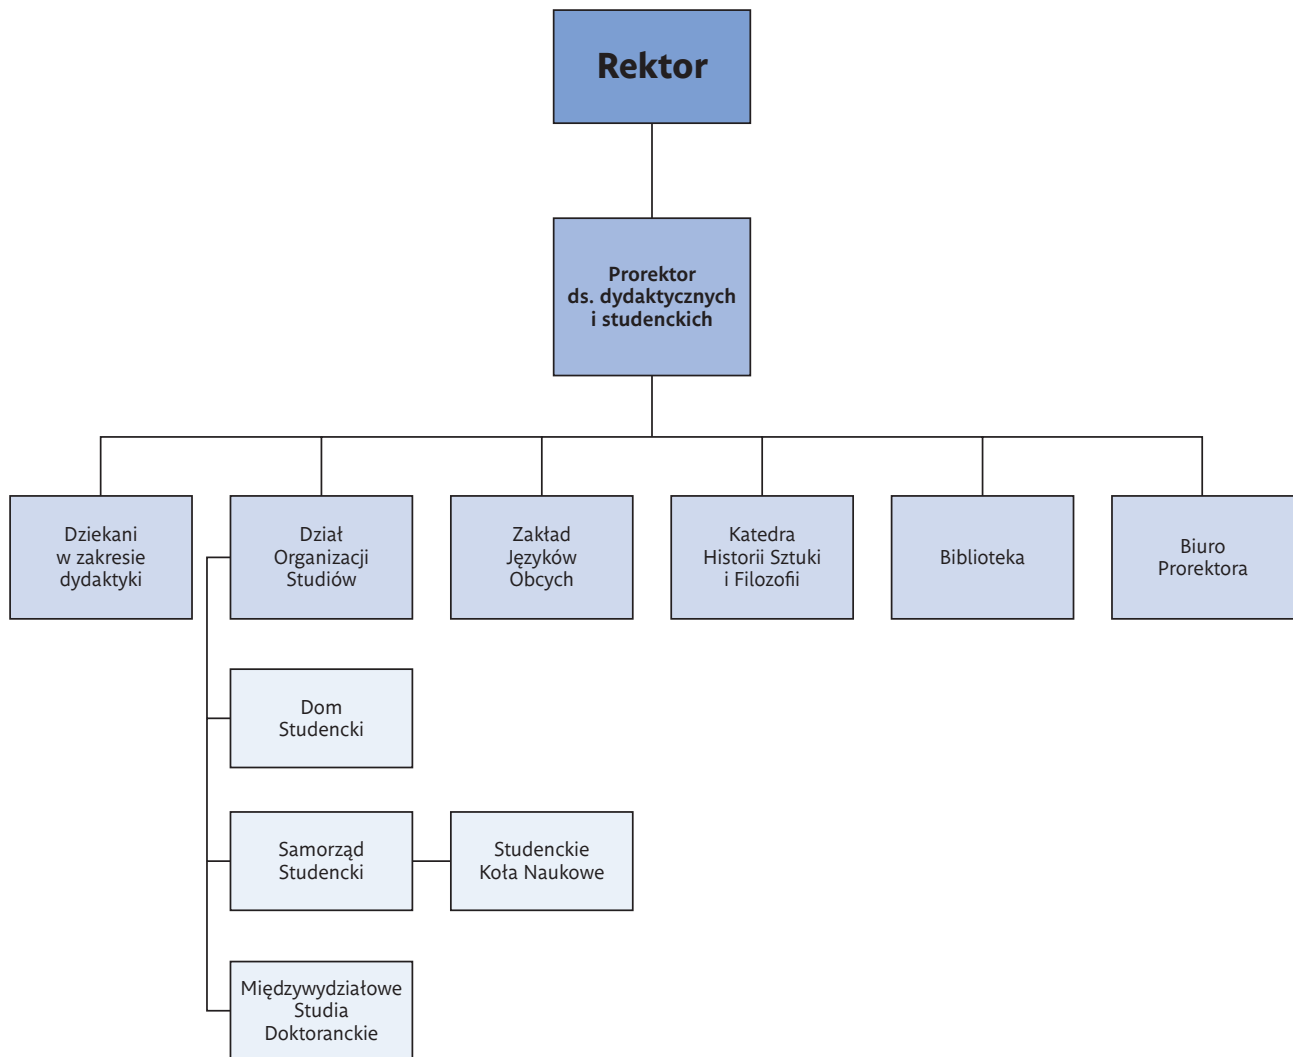 Rektor
Prorektor
ds. dydaktycznych
i studenckich
Dziekani
w zakresie
dydaktyki
Dział
Organizacji
Studiów
Zakład
Języków
Obcych
Katedra
Historii Sztuki
i Filozofii
Biblioteka
Biuro
Prorektora
Dom
Studencki
Samorząd
Studencki
Studenckie
Koła Naukowe
Międzywydziałowe
Studia
Doktoranckie